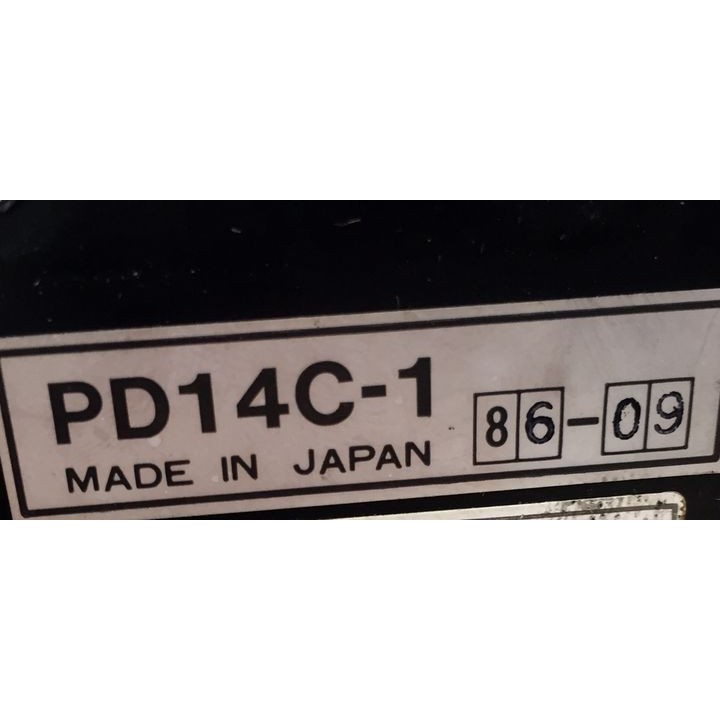 PD14C-1 86-09
MADE IN JAPAN